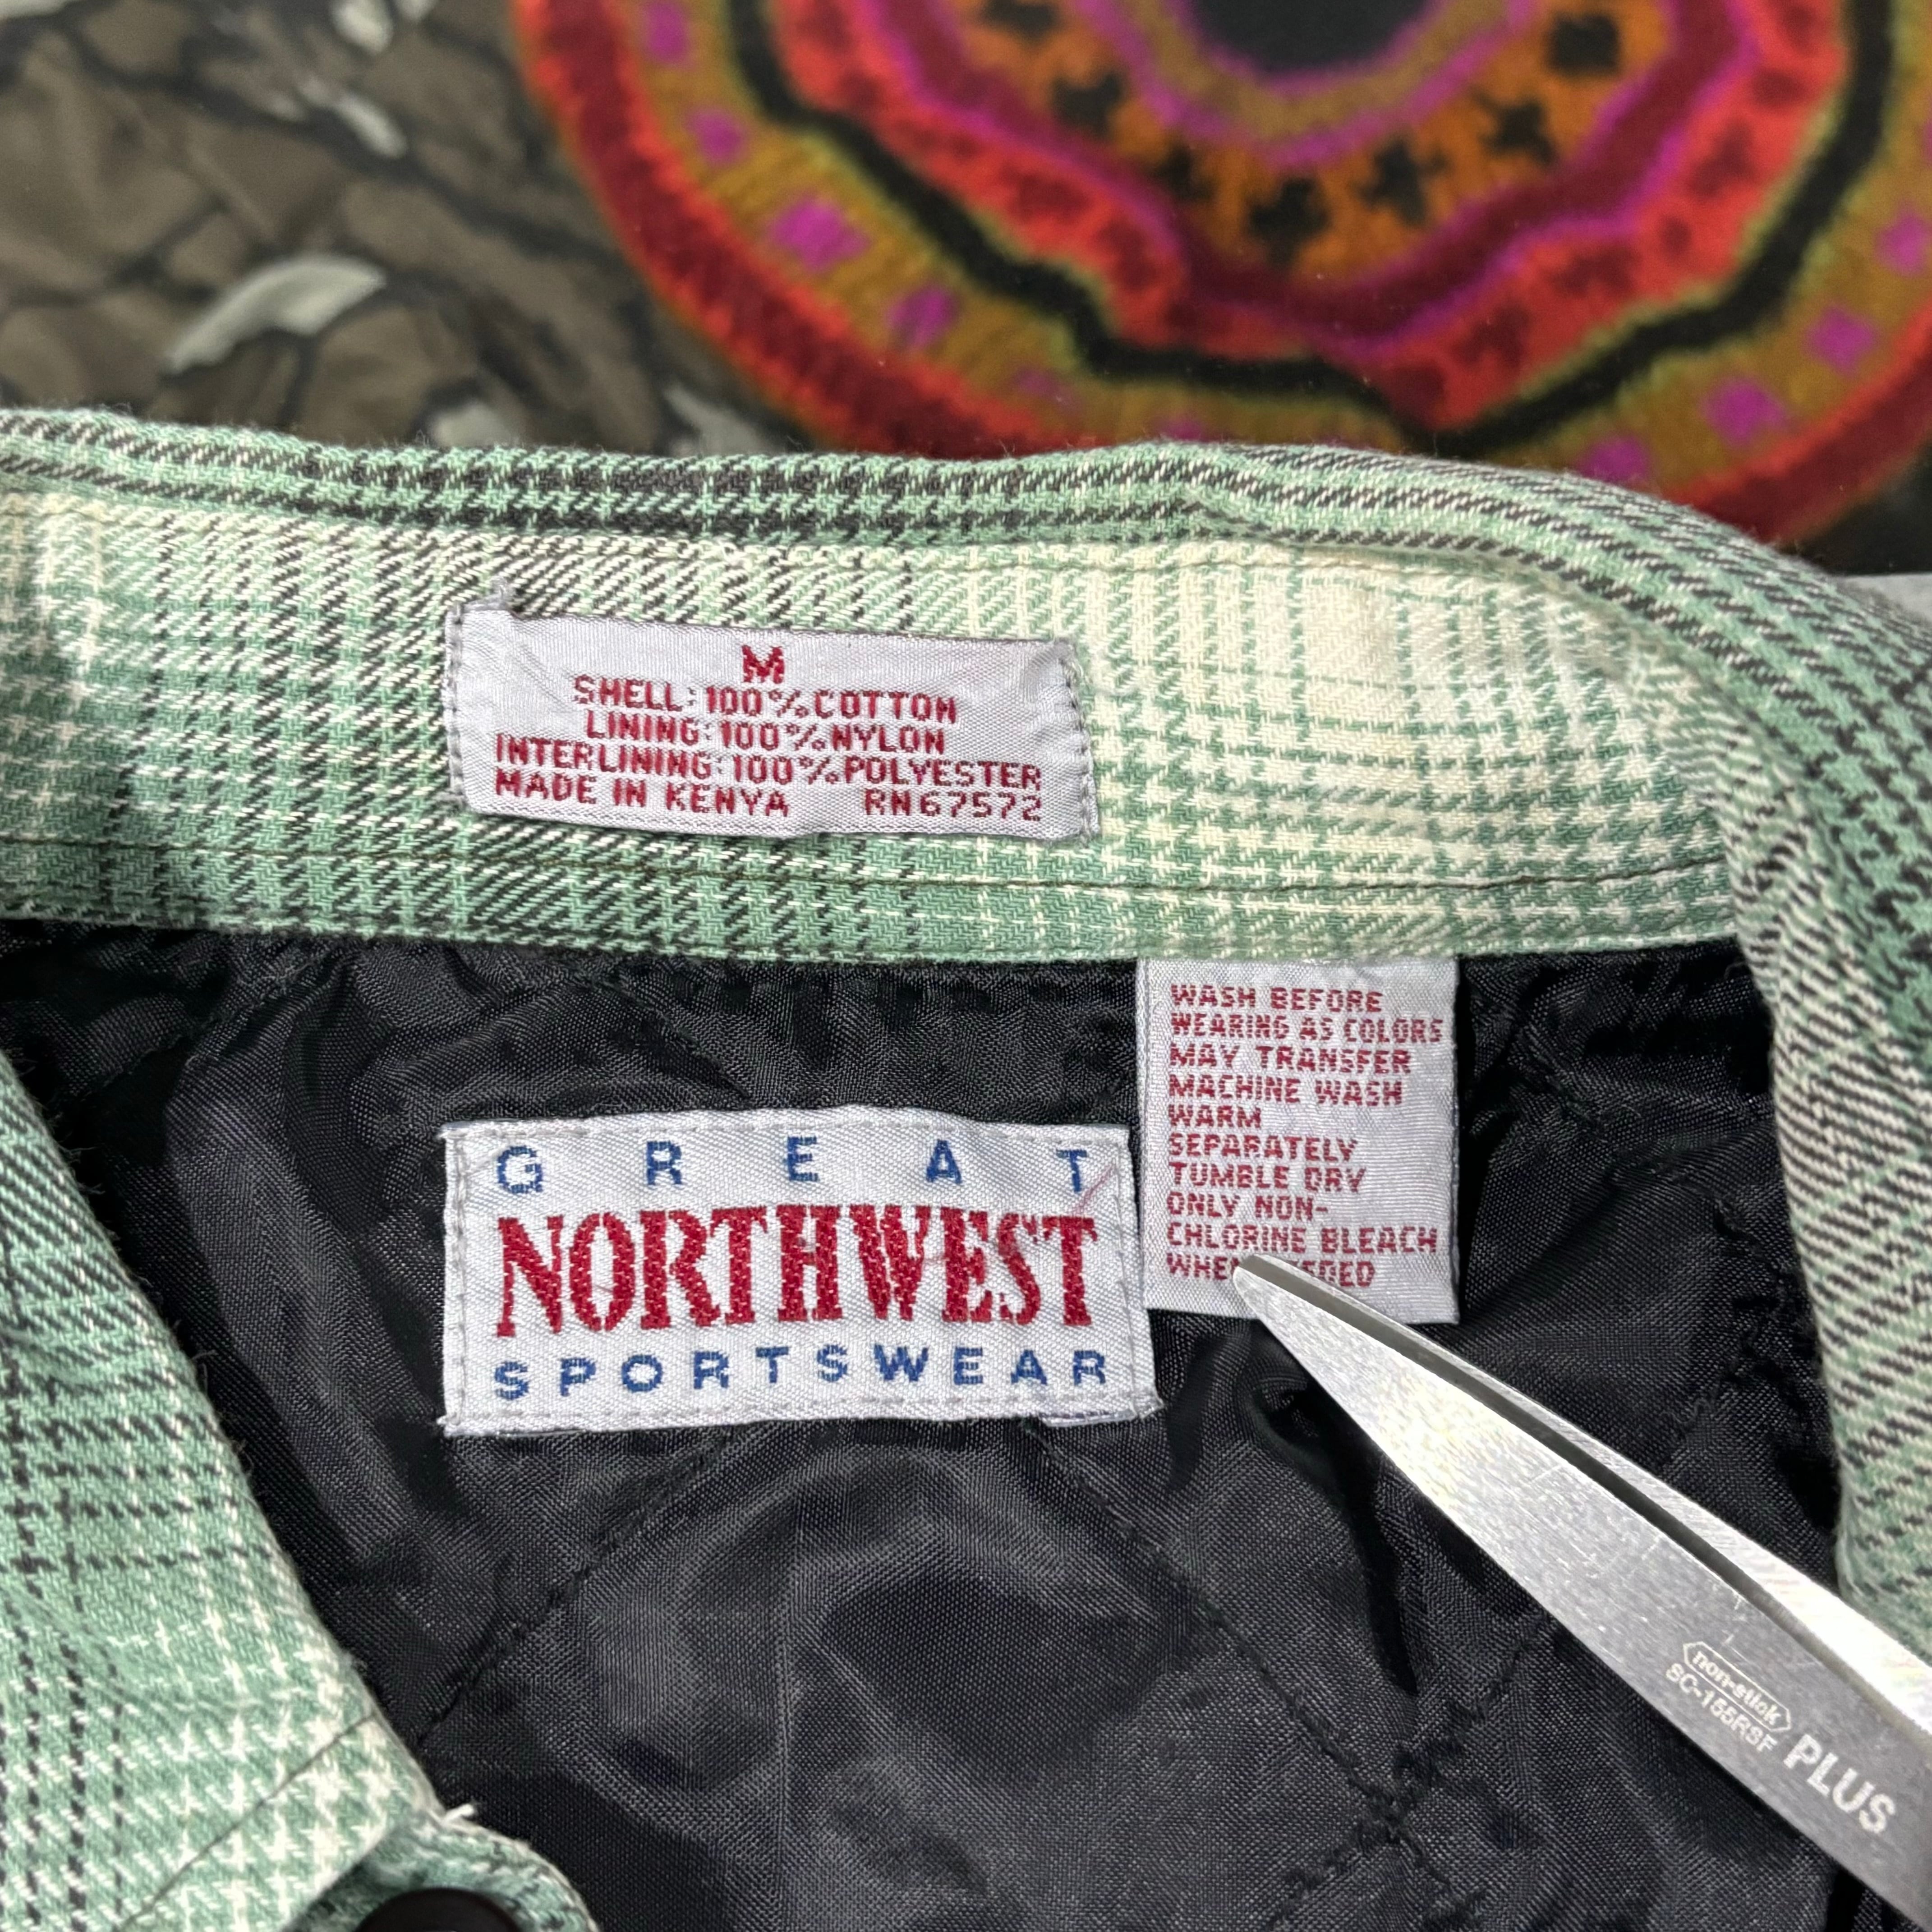 M
SHELL:100%COTTON
LINING:100%NYLON
INTERLINING:100%POLYESTER
MADE IN KENYA RN67572
WASH BEFORE
WEARING AS COLORS
MAY TRANSFER
MACHINE WASH
WARM
SEPARATELY
TUMBLE DRY
ONLY NON-
CHLORINE BLEACH
WHEN
GREAT
NORTHWEST
SPORTSWEAR
non-stick
SC-155RSF
PLUS